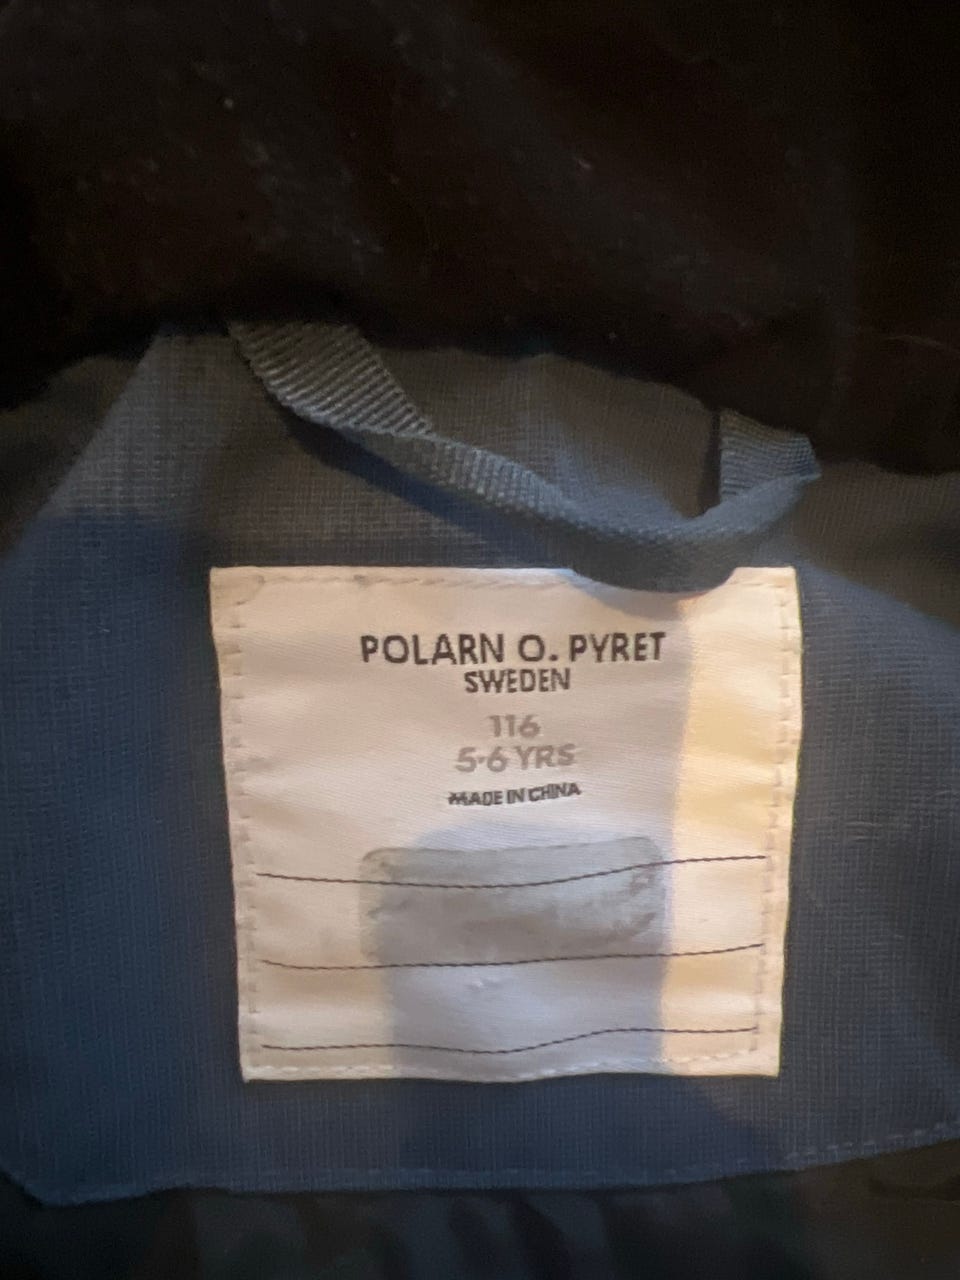 POLARN O. PYRET
SWEDEN
116
5-6 YRS
MADE IN CHINA